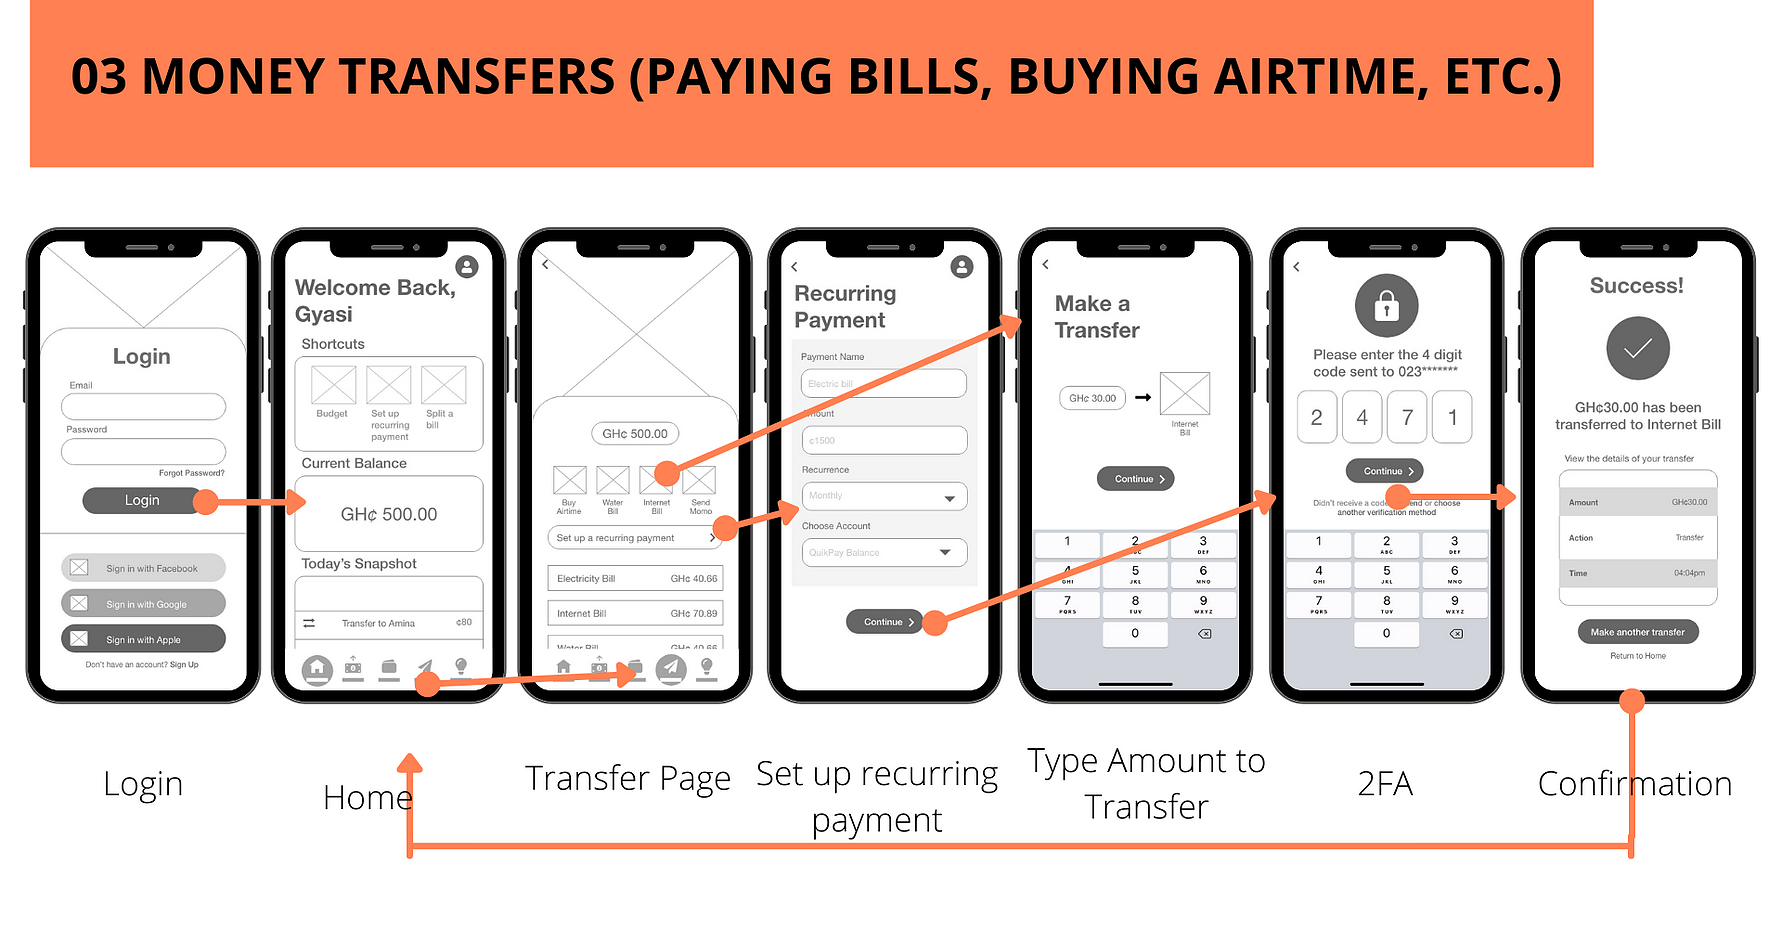 03 MONEY TRANSFERS (PAYING BILLS, BUYING AIRTIME, ETC.)
Login
Email
Password
Forgot Password?
Login
Sign in with Facebook
Sign in with Google
Sign in with Apple
Don't have an account? Sign Up
Welcome Back,
Gyasi
Shortcuts
Budget
Set up
recurring
payment
Split a
bill
Current Balance
GH¢ 500.00
Today's Snapshot
Transfer to Amina ¢80
GH¢ 500.00
Buy
Airtime
Water
Bill
Internet
Bill
Send
Momo
Set up a recurring payment
Electricity Bill GH¢ 40.66
Internet Bill GH¢ 70.89
Water Bill GH¢ 40.66
Recurring
Payment
Payment Name
Electric bill
Amount
¢1500
Recurrence
Monthly
Choose Account
QuikPay Balance
Continue
Make a
Transfer
GH¢ 30.00
Internet
Bill
Continue
1 2 3
ABC DEF
4 5 6
GHI JKL MNO
7 8 9
PQRS TUV WXYZ
0
Please enter the 4 digit
code sent to 023*******
2 4 7 1
Continue
Didn't receive a code? or choose
another verification method
1 2 3
ABC DEF
4 5 6
GHI JKL MNO
7 8 9
PQRS TUV WXYZ
0
Success!
GH¢30.00 has been
transferred to Internet Bill
View the details of your transfer
Amount GH¢30.00
Action Transfer
Time 04:04pm
Make another transfer
Return to Home
Login
Home
Transfer Page
Set up recurring
payment
Type Amount to
Transfer
2FA
Confirmation